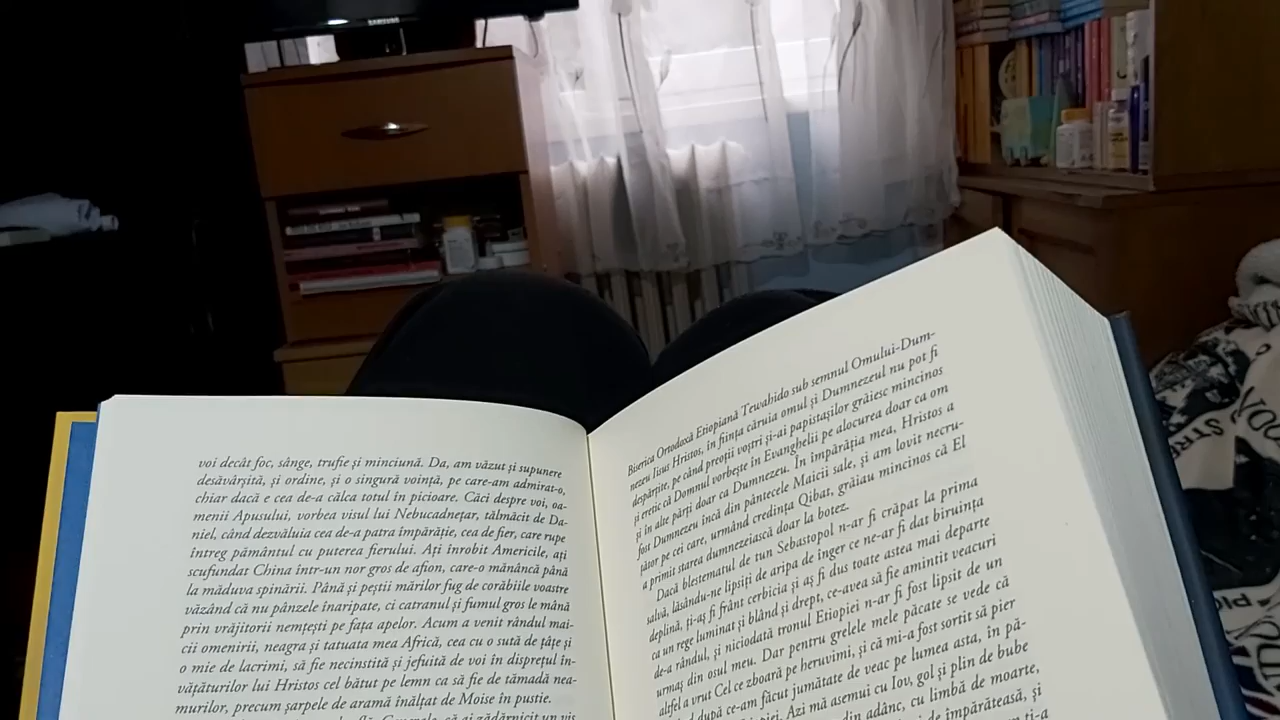 SAMSUNG
voi decât foc, sânge, trufie și minciună. Da, am văzut și supunere
desăvârșită, și ordine, și o singură voință, pe care-am admirat-o,
chiar dacă e cea de-a călca totul în picioare. Căci despre voi, oa-
menii Apusului, vorbea visul lui Nebucadnețar, tălmăcit de Da-
niel, când dezvăluia cea de-a patra împărăție, cea de fier, care rupe
întreg pământul cu puterea fierului. Ați înrobit Americile, ați
scufundat China într-un nor gros de afion, care-o mănâncă până
la măduva spinării. Până și peștii mărilor fug de corăbiile voastre
văzând că nu pânzele înaripate, ci catranul și fumul gros le mână
prin vrăjitorii nemțești pe fața apelor. Acum a venit rândul mai-
cii omenirii, neagra și tatuata mea Africă, cea cu o sută de țâțe și
o mie de lacrimi, să fie necinstită și jefuită de voi în disprețul în-
vățăturilor lui Hristos cel bătut pe lemn ca să fie de tămadă nea-
murilor, precum șarpele de aramă înălțat de Moise în pustie.
Biserica Ortodoxă Etiopiană Tewahido sub semnul Omului-Dum-
nezeu Iisus Hristos, în ființa căruia omul și Dumnezeul nu pot fi
despărțite, pe când preoții voștri și-ai papistașilor grăiesc mincinos
și eretic că Domnul vorbește în Evanghelii pe alocurea doar ca om
și în alte părți doar ca Dumnezeu. În împărăția mea, Hristos a
fost Dumnezeu încă din pântecele Maicii sale, și am lovit necru-
țător pe cei care, urmând credința Qibat, grăiau mincinos că El
a primit starea dumnezeiască doar la botez.
Dacă blestematul de tun Sebastopol n-ar fi crăpat la prima
salvă, lăsându-ne lipsiți de aripa de înger ce ne-ar fi dat biruința
deplină, ți-aș fi frânt cerbicia și aș fi dus toate astea mai departe
ca un rege luminat și blând și drept, ce-avea să fie amintit veacuri
de-a rândul, și niciodată tronul Etiopiei n-ar fi fost lipsit de un
urmaș din osul meu. Dar pentru grelele mele păcate se vede că
altfel a vrut Cel ce zboară pe heruvimi, și că mi-a fost sortit să pier
după ce-am făcut jumătate de veac pe lumea asta, în pă-
Azi mă asemui cu Iov, gol și plin de bube
din adânc, cu limbă de moarte,
de împărăteasă, și